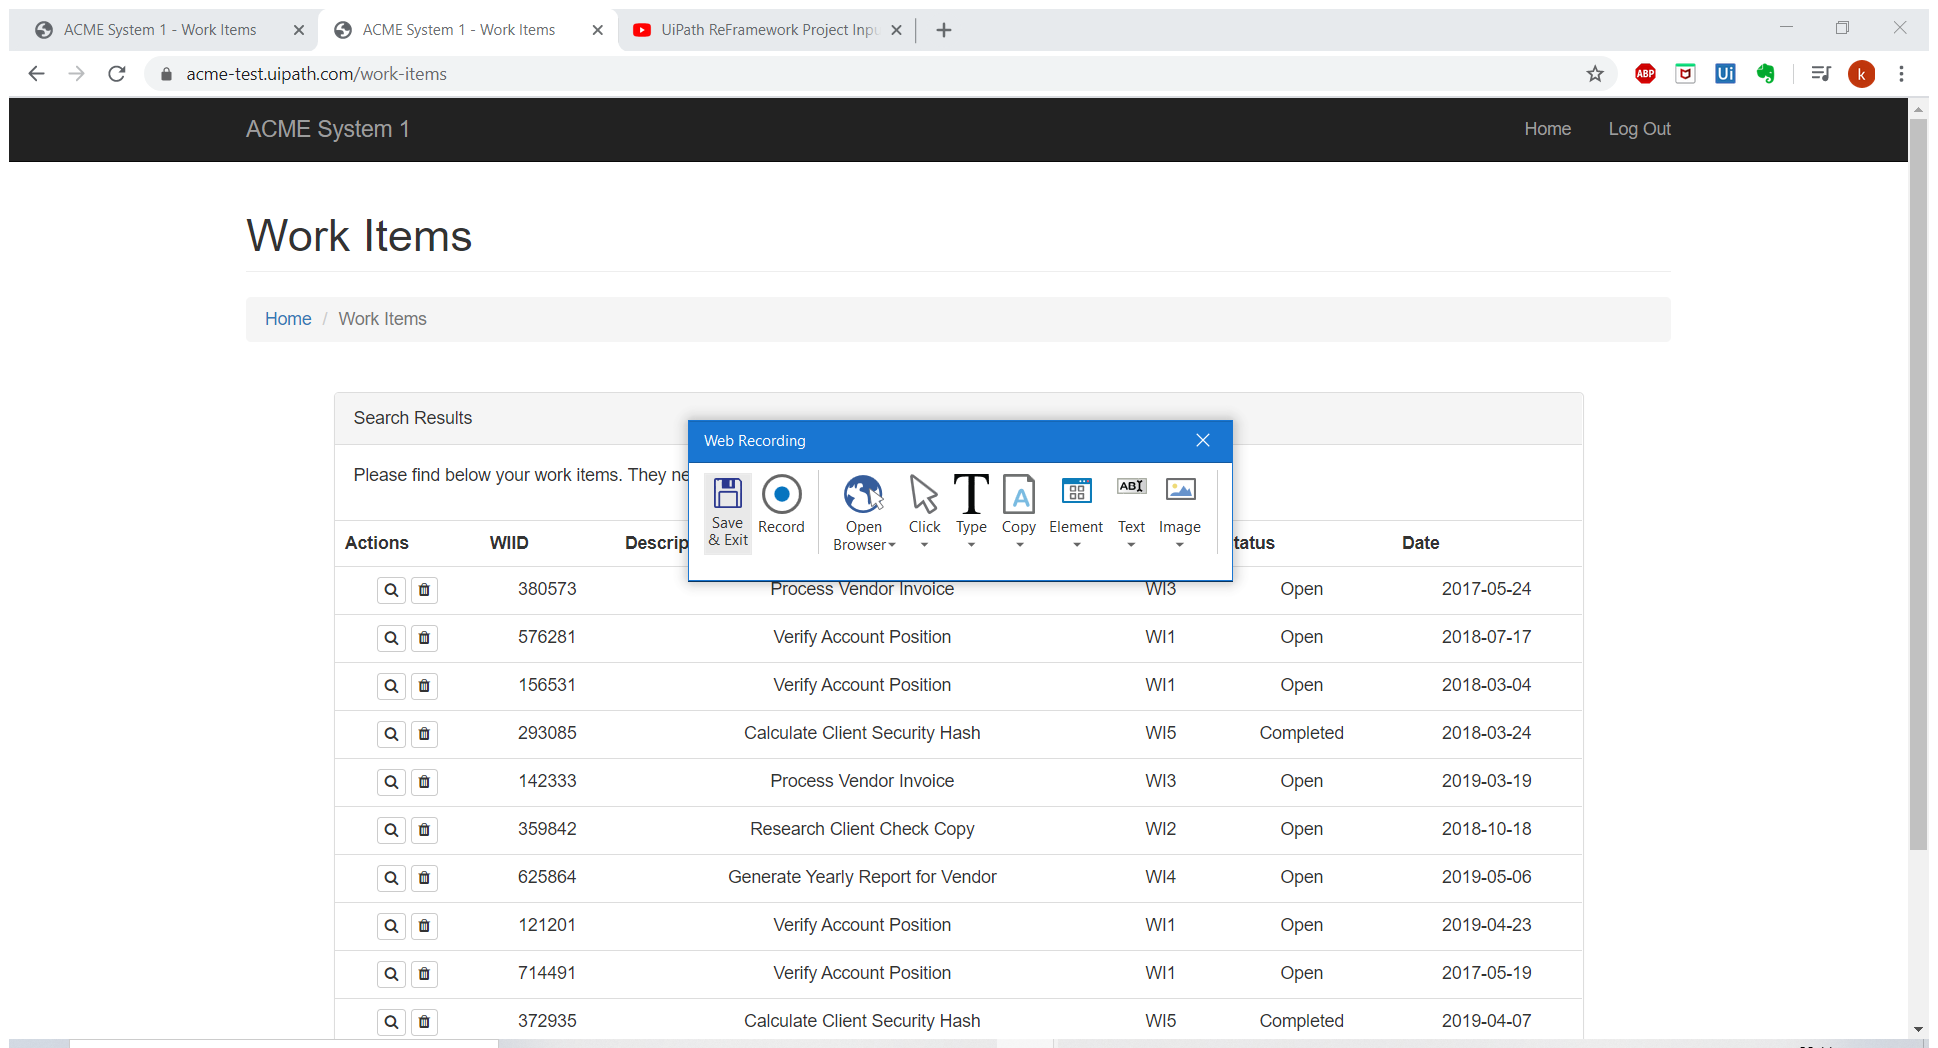 ACME System 1 - Work Items
ACME System 1 - Work Items
UiPath ReFramework Project Inp
acme-test.uipath.com/work-items
ABP
Ui
k
ACME System 1
Home
Log Out
Work Items
Home / Work Items
Search Results
Web Recording
Please find below your work items. They ne
Save & Exit
Record
Open Browser
Click
T
Type
A
Copy
Element
ABI
Text
Image
Actions WIID Descrip tatus Date
380573 Process Vendor Invoice WI3 Open 2017-05-24
576281 Verify Account Position WI1 Open 2018-07-17
156531 Verify Account Position WI1 Open 2018-03-04
293085 Calculate Client Security Hash WI5 Completed 2018-03-24
142333 Process Vendor Invoice WI3 Open 2019-03-19
359842 Research Client Check Copy WI2 Open 2018-10-18
625864 Generate Yearly Report for Vendor WI4 Open 2019-05-06
121201 Verify Account Position WI1 Open 2019-04-23
714491 Verify Account Position WI1 Open 2017-05-19
372935 Calculate Client Security Hash WI5 Completed 2019-04-07